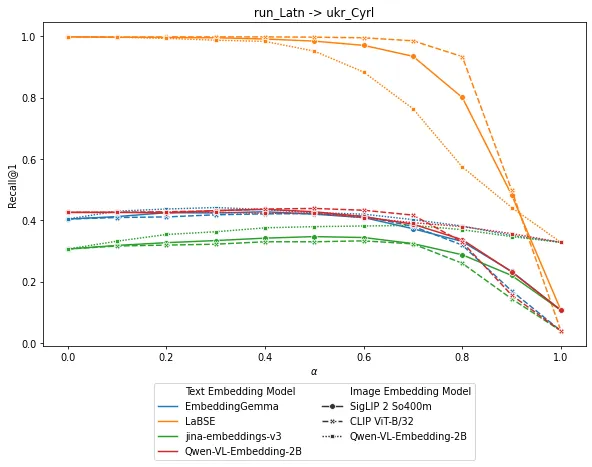 run_Latn -> ukr_Cyrl
Recall@1
1.0
0.8
0.6
0.4
0.2
0.0
0.0 0.2 0.4 0.6 0.8 1.0
α
Text Embedding Model Image Embedding Model
EmbeddingGemma SigLIP 2 So400m
LaBSE CLIP ViT-B/32
jina-embeddings-v3 Qwen-VL-Embedding-2B
Qwen-VL-Embedding-2B